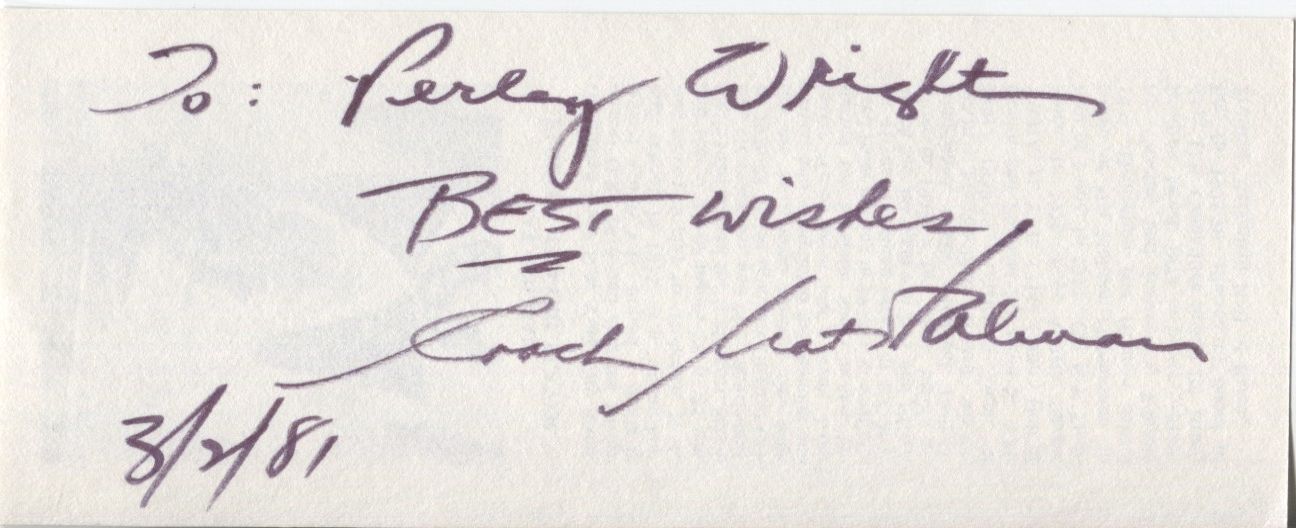 To: Perley Wright
BEST wishes
Coach Nat Holman
3/2/81